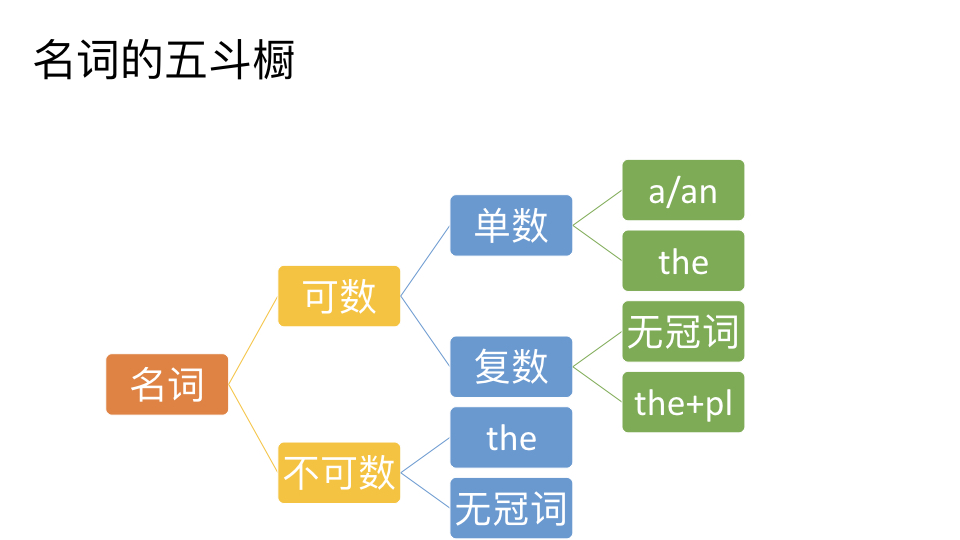 名词的五斗橱
a/an
单数
the
可数
无冠词
复数
the+pl
名词
the
不可数
无冠词